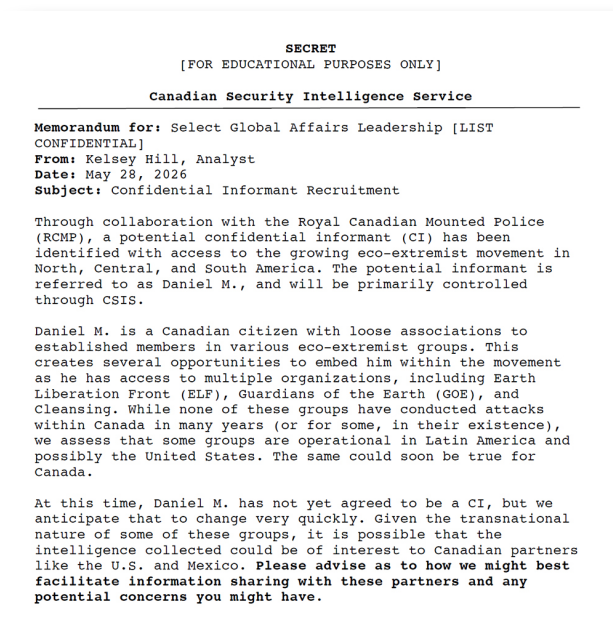 SECRET
[FOR EDUCATIONAL PURPOSES ONLY]
Canadian Security Intelligence Service
Memorandum for: Select Global Affairs Leadership [LIST
CONFIDENTIAL]
From: Kelsey Hill, Analyst
Date: May 28, 2026
Subject: Confidential Informant Recruitment
Through collaboration with the Royal Canadian Mounted Police
(RCMP), a potential confidential informant (CI) has been
identified with access to the growing eco-extremist movement in
North, Central, and South America. The potential informant is
referred to as Daniel M., and will be primarily controlled
through CSIS.
Daniel M. is a Canadian citizen with loose associations to
established members in various eco-extremist groups. This
creates several opportunities to embed him within the movement
as he has access to multiple organizations, including Earth
Liberation Front (ELF), Guardians of the Earth (GOE), and
Cleansing. While none of these groups have conducted attacks
within Canada in many years (or for some, in their existence),
we assess that some groups are operational in Latin America and
possibly the United States. The same could soon be true for
Canada.
At this time, Daniel M. has not yet agreed to be a CI, but we
anticipate that to change very quickly. Given the transnational
nature of some of these groups, it is possible that the
intelligence collected could be of interest to Canadian partners
like the U.S. and Mexico. Please advise as to how we might best
facilitate information sharing with these partners and any
potential concerns you might have.